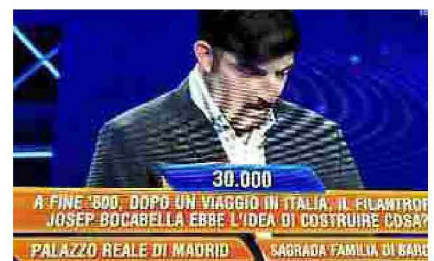 30.000
A FINE '800, DOPO UN VIAGGIO IN ITALIA, IL FILANTROP
JOSEP BOCABELLA EBBE L'IDEA DI COSTRUIRE COSA?
PALAZZO REALE DI MADRID
SAGRADA FAMILIA DI BARC